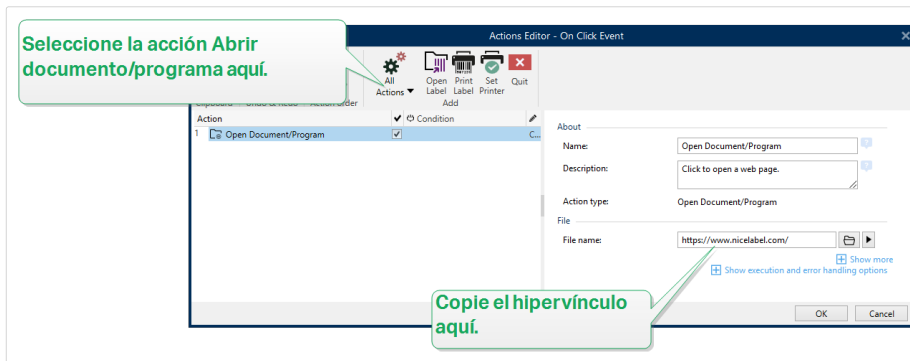 Seleccione la acción Abrir
documento/programa aquí.
Actions Editor - On Click Event
All
Actions
Open
Label
Print
Label
Set
Printer
Quit
Add
Action
Condition
1
Open Document/Program
C...
About
Name:
Open Document/Program
Description:
Click to open a web page.
Action type:
Open Document/Program
File
File name:
https://www.nicelabel.com/
Show more
Show execution and error handling options
Copie el hipervínculo
aquí.
OK
Cancel